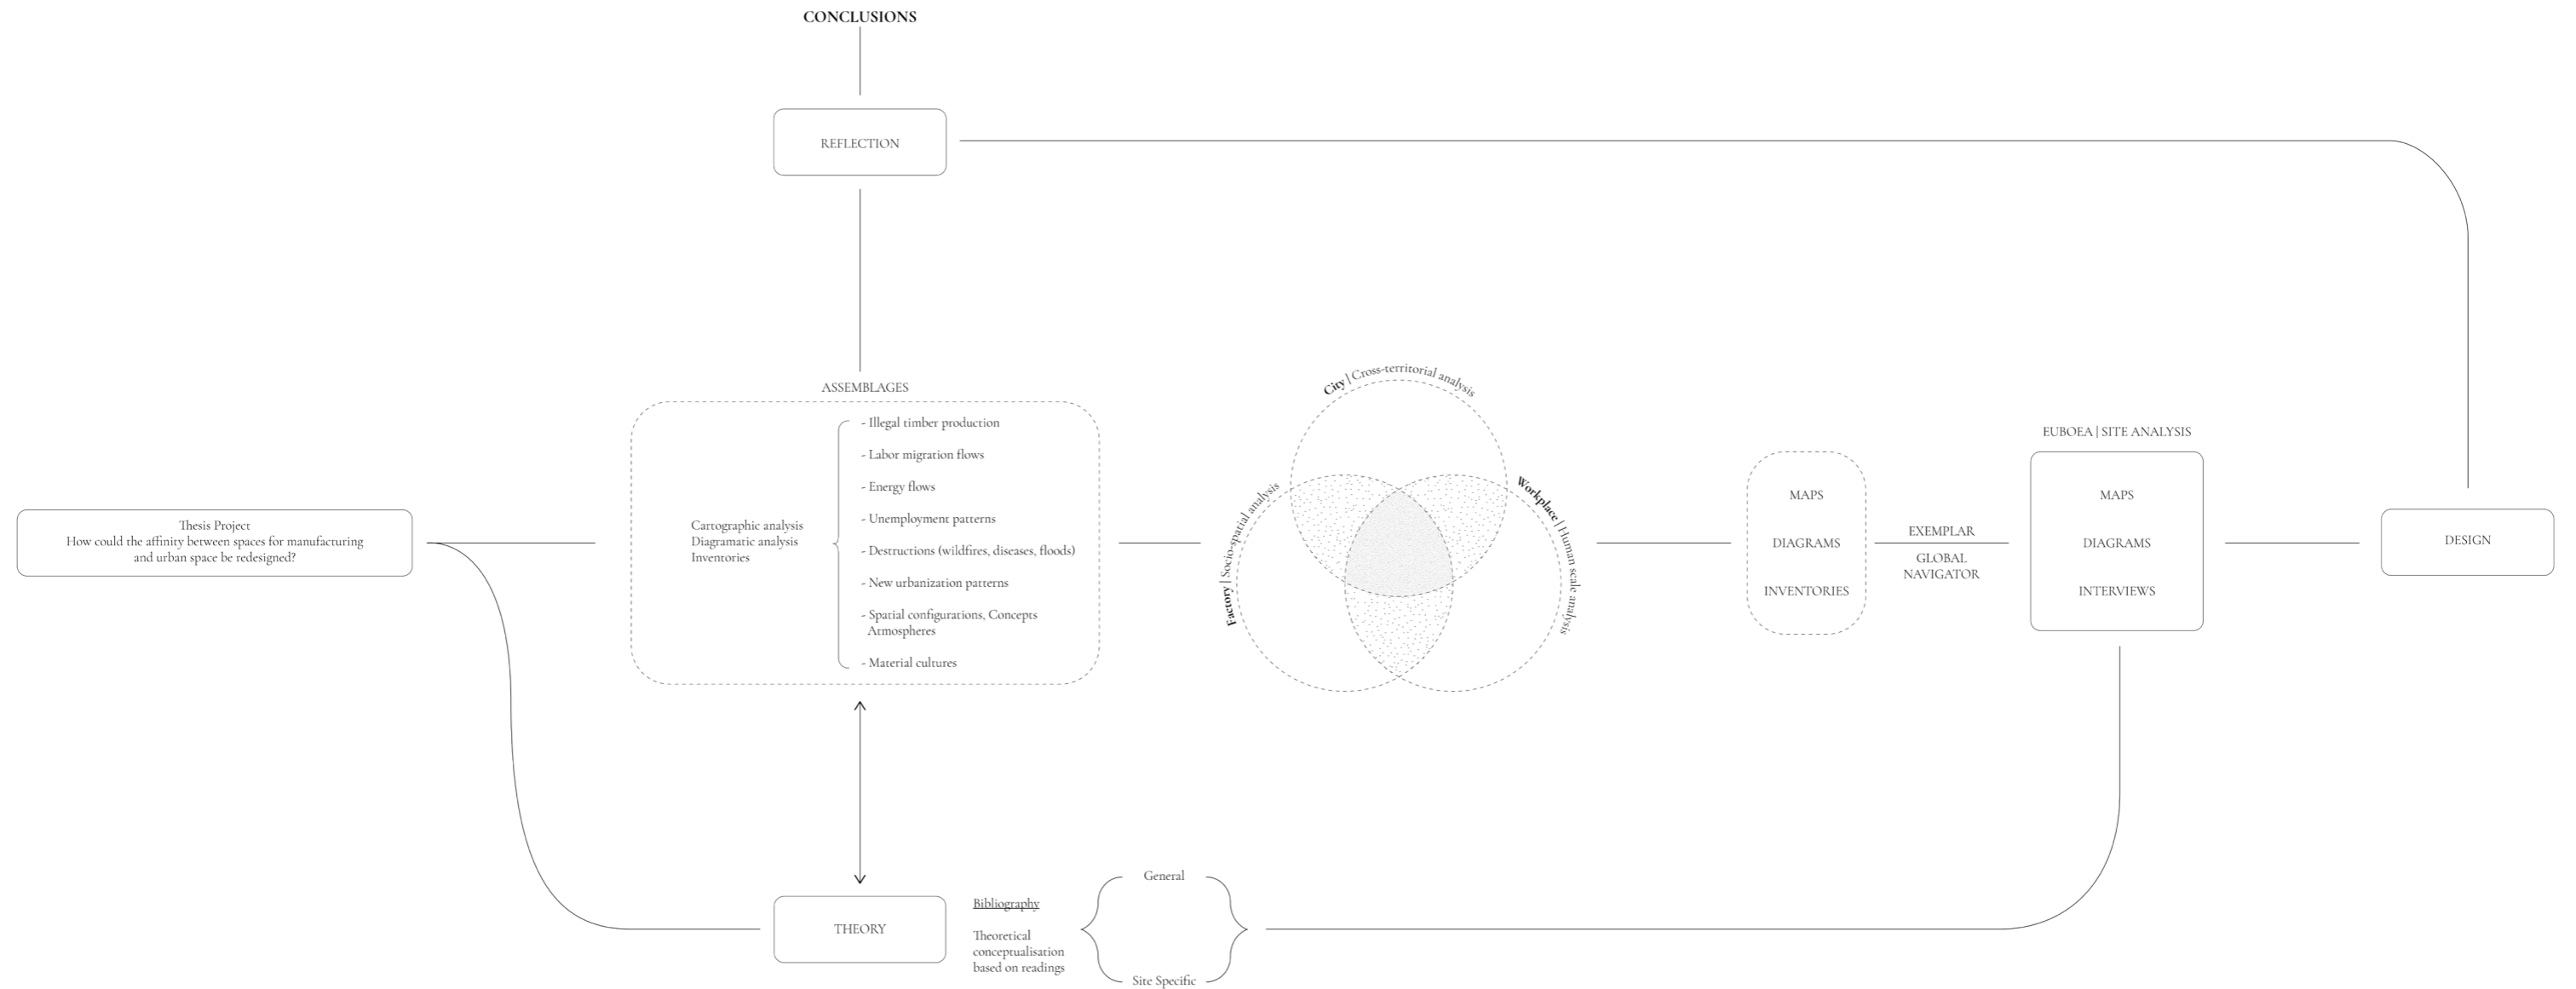 CONCLUSIONS
REFLECTION
ASSEMBLAGES
Cartographic analysis
Diagramatic analysis
Inventories
- Illegal timber production
- Labor migration flows
- Energy flows
- Unemployment patterns
- Destructions (wildfires, diseases, floods)
- New urbanization patterns
- Spatial configurations, Concepts
Atmospheres
- Material cultures
Thesis Project
How could the affinity between spaces for manufacturing
and urban space be redesigned?
City | Cross-territorial analysis
Factory | Socio-spatial analysis
Workplace | Human scale analysis
MAPS
DIAGRAMS
INVENTORIES
EXEMPLAR
GLOBAL
NAVIGATOR
EUBOEA | SITE ANALYSIS
MAPS
DIAGRAMS
INTERVIEWS
DESIGN
THEORY
Bibliography
Theoretical
conceptualisation
based on readings
General
Site Specific